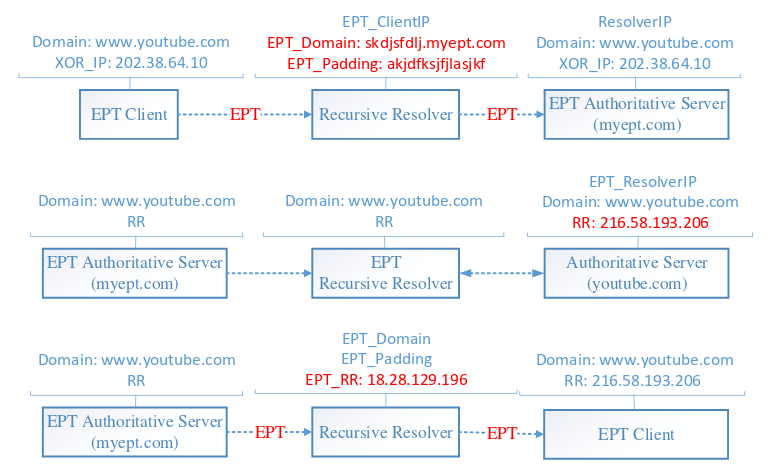 EPT_ClientIP
ResolverIP
Domain: www.youtube.com
EPT_Domain: skdjsfdlj.myept.com
Domain: www.youtube.com
XOR_IP: 202.38.64.10
EPT_Padding: akjdfksjfjlasjkf
XOR_IP: 202.38.64.10
EPT Client
EPT
Recursive Resolver
EPT
EPT Authoritative Server
(myept.com)
EPT_ResolverIP
Domain: www.youtube.com
Domain: www.youtube.com
Domain: www.youtube.com
RR
RR
RR: 216.58.193.206
EPT Authoritative Server
(myept.com)
EPT
Recursive Resolver
Authoritative Server
(youtube.com)
EPT_Domain
Domain: www.youtube.com
EPT_Padding
Domain: www.youtube.com
RR
EPT_RR: 18.28.129.196
RR: 216.58.193.206
EPT Authoritative Server
(myept.com)
EPT
Recursive Resolver
EPT
EPT Client